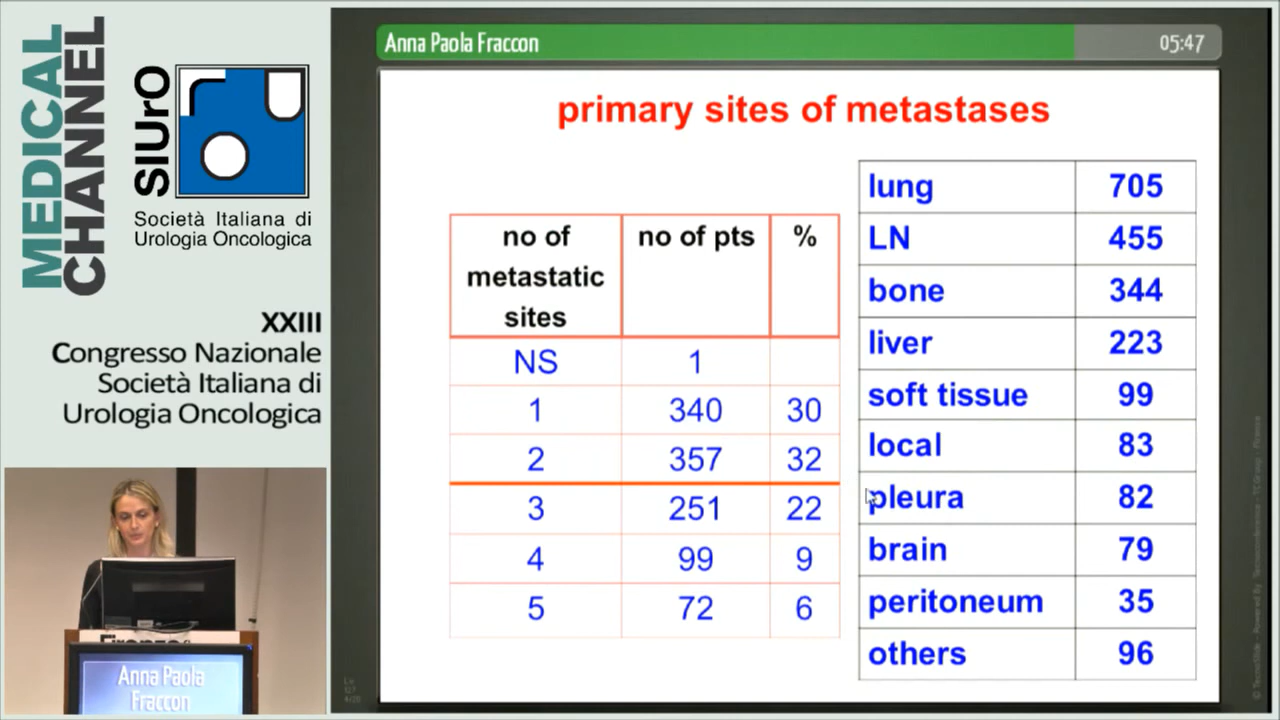 MEDICAL
CHANNEL
SIUrO
Società Italiana di
Urologia Oncologica
XXIII
Congresso Nazionale
Società Italiana di
Urologia Oncologica
Anna Paola Fraccon
05:47
primary sites of metastases
no of metastatic sites no of pts %
NS 1
1 340 30
2 357 32
3 251 22
4 99 9
5 72 6
lung 705
LN 455
bone 344
liver 223
soft tissue 99
local 83
pleura 82
brain 79
peritoneum 35
others 96
Anna Paola
Fraccon